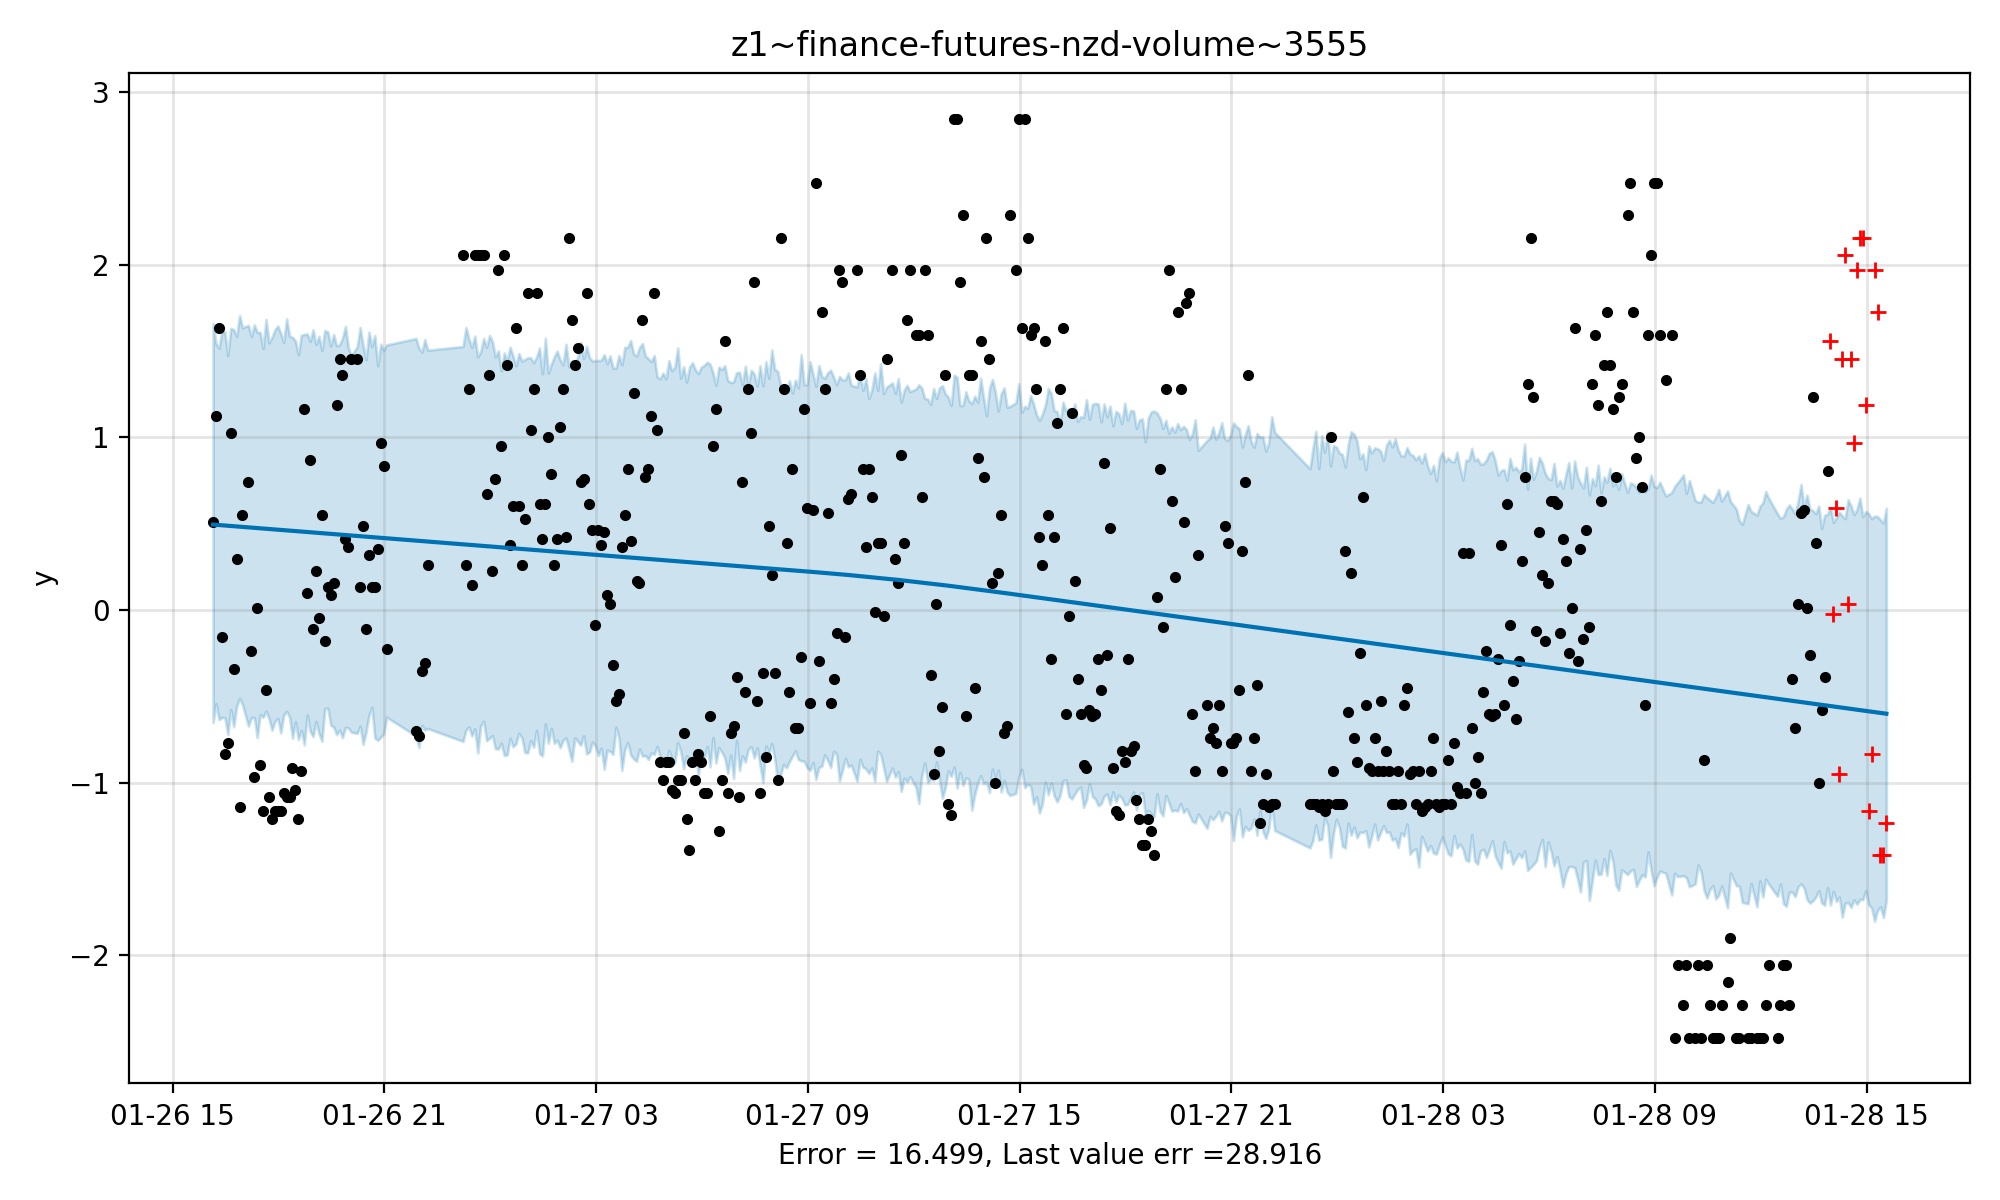 z1~finance-futures-nzd-volume~3555
3
2
1
0
−1
−2
y
01-26 15 01-26 21 01-27 03 01-27 09 01-27 15 01-27 21 01-28 03 01-28 09 01-28 15
Error = 16.499, Last value err =28.916